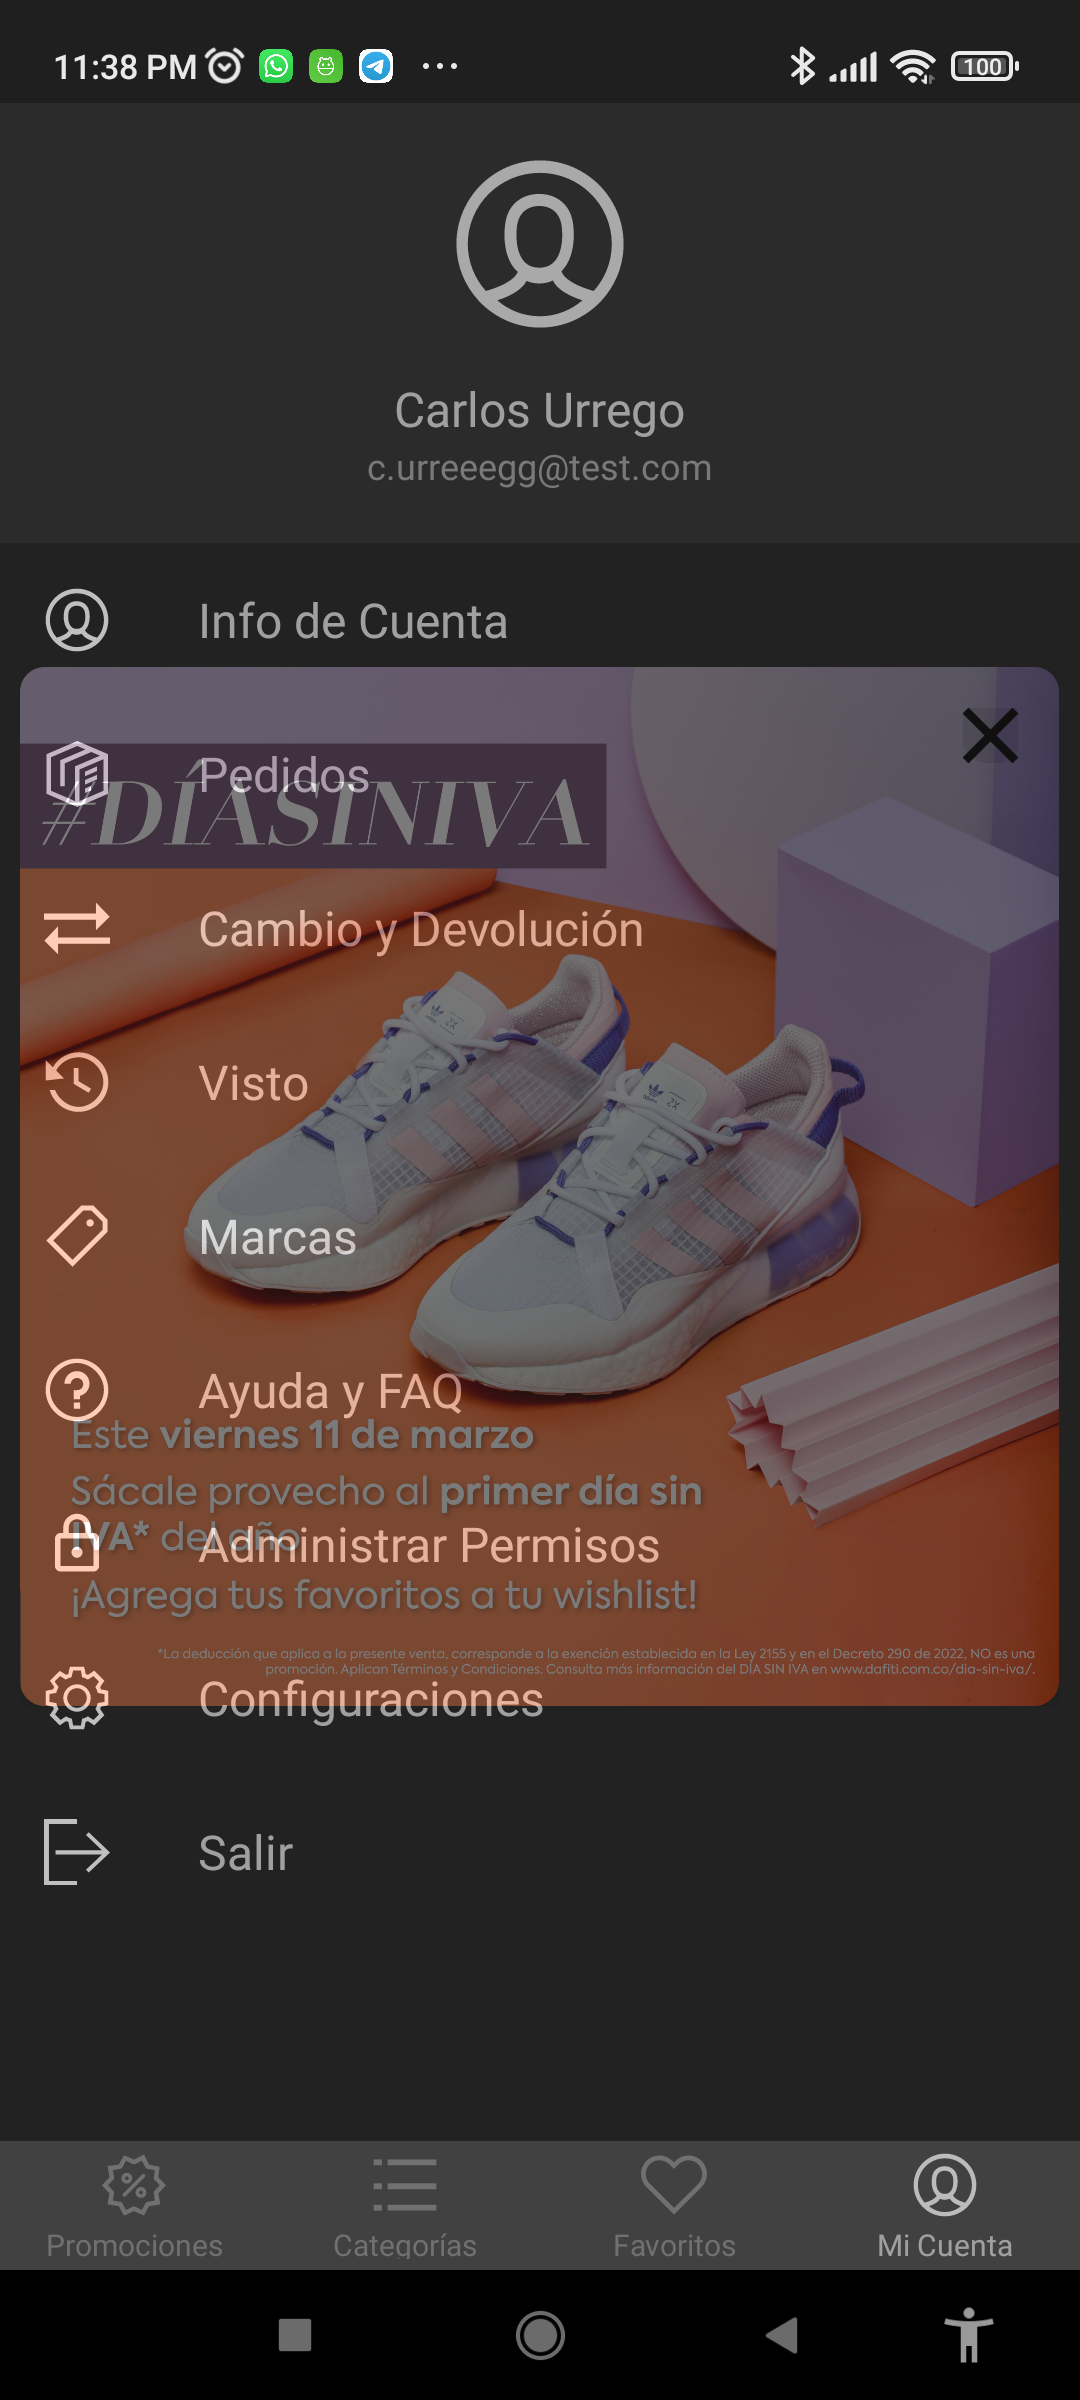 11:38 PM
100
Carlos Urrego
c.urreeegg@test.com
Info de Cuenta
Pedidos
#DÍASINIVA
Cambio y Devolución
Visto
Marcas
Ayuda y FAQ
Este viernes 11 de marzo
Sácale provecho al primer día sin
IVA* del año
Administrar Permisos
¡Agrega tus favoritos a tu wishlist!
*La deducción que aplica a la presente venta, corresponde a la exención establecida en la Ley 2155 y en el Decreto 290 de 2022, NO es una
promoción. Aplican Términos y Condiciones. Consulta más información del DÍA SIN IVA en www.dafiti.com.co/dia-sin-iva/.
Configuraciones
Salir
Promociones
Categorías
Favoritos
Mi Cuenta